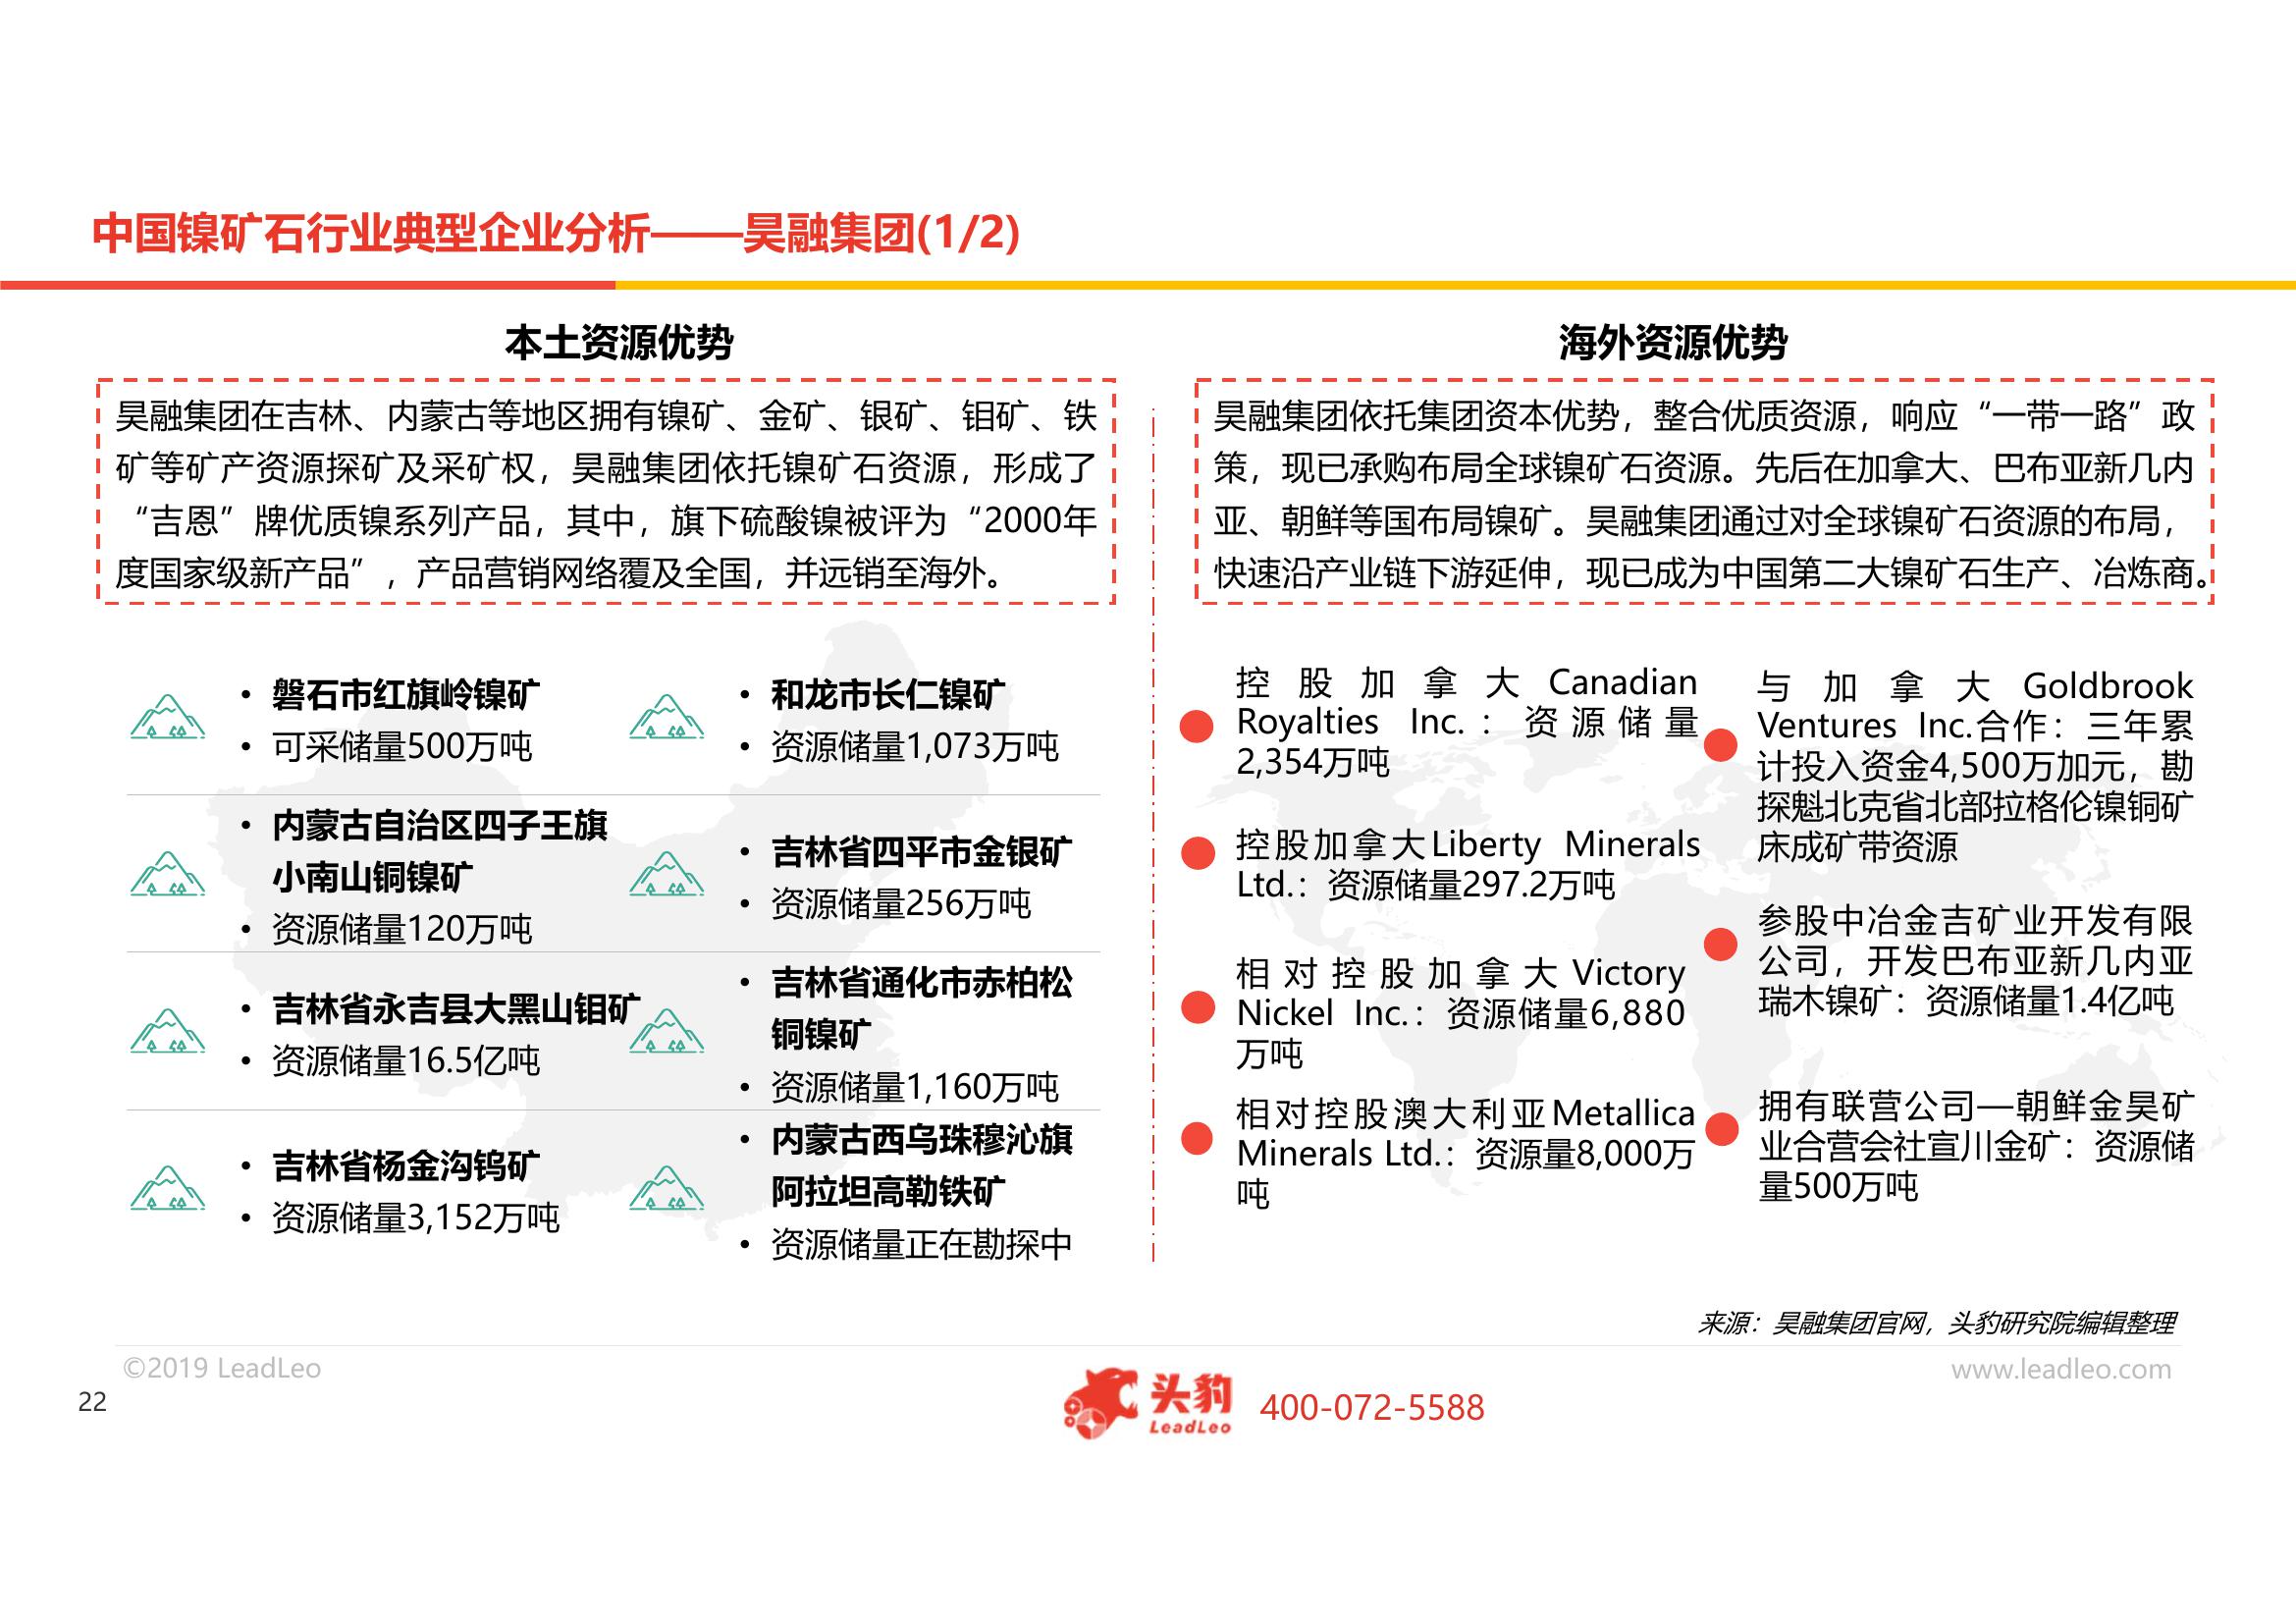 中国镍矿石行业典型企业分析——昊融集团(1/2)
本土资源优势
昊融集团在吉林、内蒙古等地区拥有镍矿、金矿、银矿、钼矿、铁
矿等矿产资源探矿及采矿权，昊融集团依托镍矿石资源，形成了
“吉恩”牌优质镍系列产品，其中，旗下硫酸镍被评为“2000年
度国家级新产品”，产品营销网络覆及全国，并远销至海外。
• 磐石市红旗岭镍矿
• 可采储量500万吨
• 和龙市长仁镍矿
• 资源储量1,073万吨
• 内蒙古自治区四子王旗
小南山铜镍矿
• 资源储量120万吨
• 吉林省四平市金银矿
• 资源储量256万吨
• 吉林省永吉县大黑山钼矿
• 资源储量16.5亿吨
• 吉林省通化市赤柏松
铜镍矿
• 资源储量1,160万吨
• 吉林省杨金沟钨矿
• 资源储量3,152万吨
• 内蒙古西乌珠穆沁旗
阿拉坦高勒铁矿
• 资源储量正在勘探中
海外资源优势
昊融集团依托集团资本优势，整合优质资源，响应“一带一路”政
策，现已承购布局全球镍矿石资源。先后在加拿大、巴布亚新几内
亚、朝鲜等国布局镍矿。昊融集团通过对全球镍矿石资源的布局，
快速沿产业链下游延伸，现已成为中国第二大镍矿石生产、冶炼商。
控股加拿大Canadian
Royalties Inc.：资源储量
2,354万吨
控股加拿大Liberty Minerals
Ltd.：资源储量297.2万吨
相对控股加拿大Victory
Nickel Inc.：资源储量6,880
万吨
相对控股澳大利亚Metallica
Minerals Ltd.：资源量8,000万
吨
与加拿大Goldbrook
Ventures Inc.合作：三年累
计投入资金4,500万加元，勘
探魁北克省北部拉格伦镍铜矿
床成矿带资源
参股中冶金吉矿业开发有限
公司，开发巴布亚新几内亚
瑞木镍矿：资源储量1.4亿吨
拥有联营公司—朝鲜金昊矿
业合营会社宣川金矿：资源储
量500万吨
来源：昊融集团官网，头豹研究院编辑整理
©2019 LeadLeo
www.leadleo.com
22
头豹
LeadLeo
400-072-5588